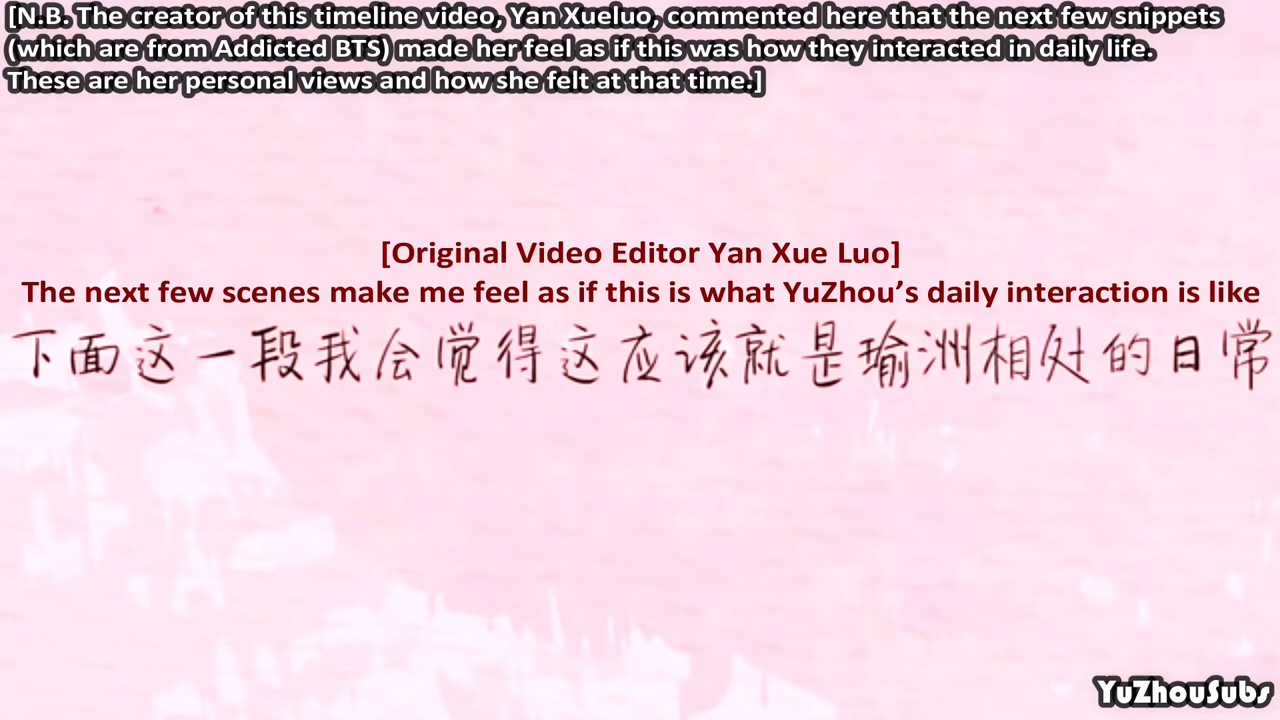 [N.B. The creator of this timeline video, Yan Xueluo, commented here that the next few snippets
(which are from Addicted BTS) made her feel as if this was how they interacted in daily life.
These are her personal views and how she felt at that time.]
[Original Video Editor Yan Xue Luo]
The next few scenes make me feel as if this is what YuZhou’s daily interaction is like
下面这一段我会觉得这应该就是瑜洲相处的日常
YuZhouSubs